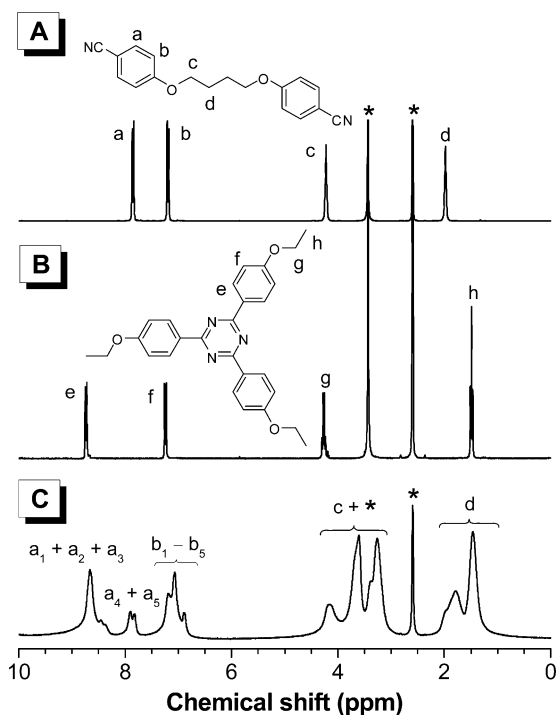 A
NC
a
b
c
O
d
O
CN
a
b
c
*
*
d
B
O
h
g
f
e
N
N
N
O
O
e
f
g
h
C
a1 + a2 + a3
a4 + a5
b1 – b5
c + *
*
d
10 8 6 4 2 0
Chemical shift (ppm)